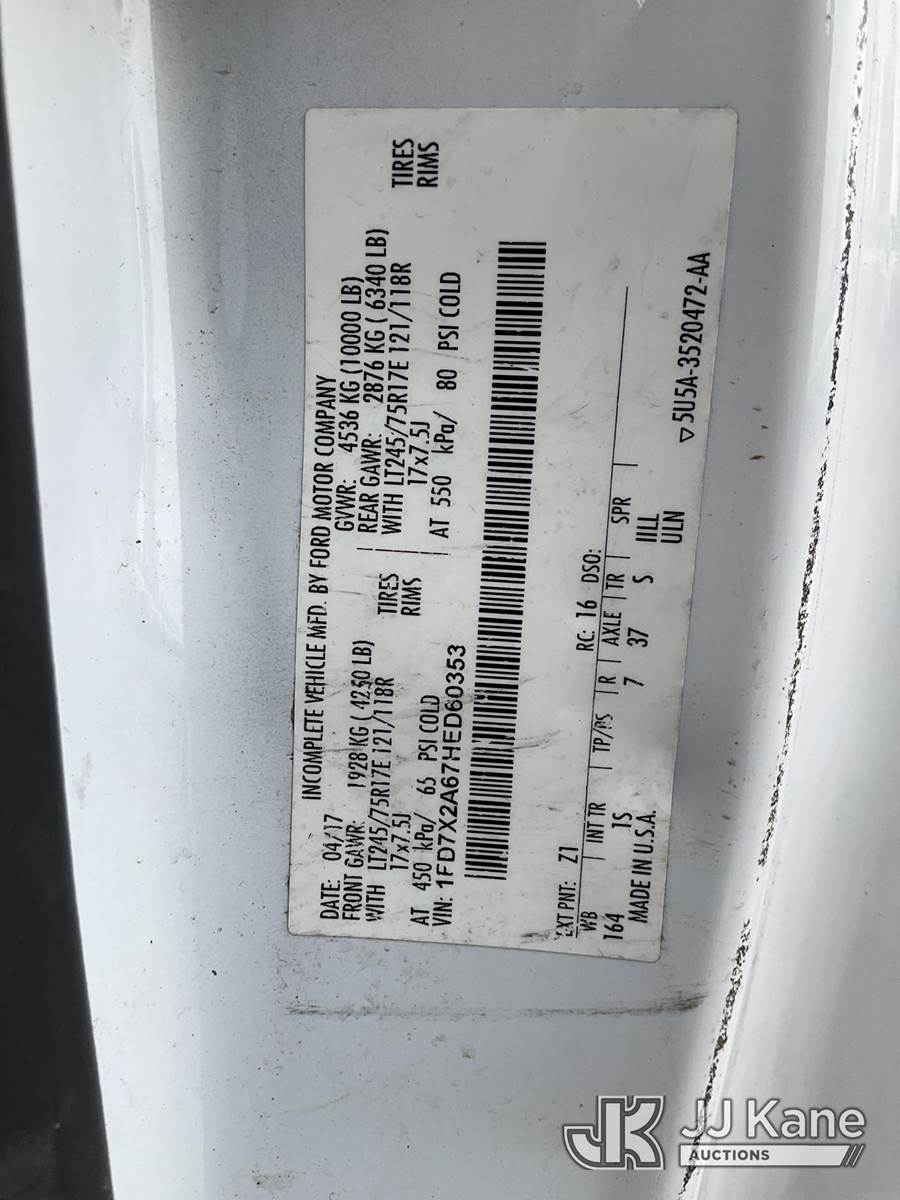 INCOMPLETE VEHICLE MFD. BY FORD MOTOR COMPANY
DATE: 04/17 GVWR: 4536 KG (10000 LB)
FRONT GAWR: 1928 KG ( 4250 LB) REAR GAWR: 2876 KG ( 6340 LB)
WITH LT245/75R17E 121/118R TIRES WITH LT245/75R17E 121/118R TIRES
17x7.5J RIMS 17x7.5J RIMS
AT 450 kPa/ 65 PSI COLD AT 550 kPa/ 80 PSI COLD
VIN: 1FD7X2A67HED60353
EXT PNT: Z1 RC: 16 DSO:
WB INT TR TP/PS R AXLE TR SPR
164 1S 7 37 S ILL
MADE IN U.S.A. ULN
▽5U5A-3520472-AA
JK JJ Kane
AUCTIONS